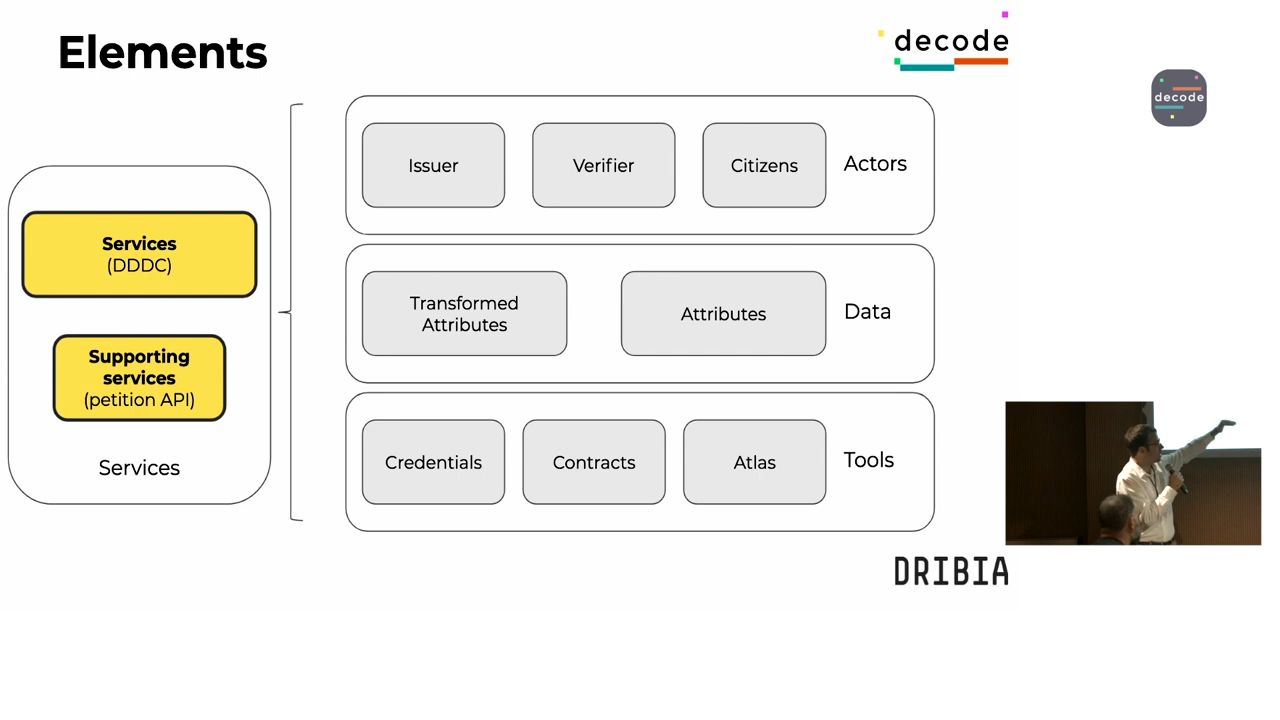 Elements
decode
decode
Services
(DDDC)
Supporting
services
(petition API)
Services
Issuer
Verifier
Citizens
Actors
Transformed
Attributes
Attributes
Data
Credentials
Contracts
Atlas
Tools
DRIBIA